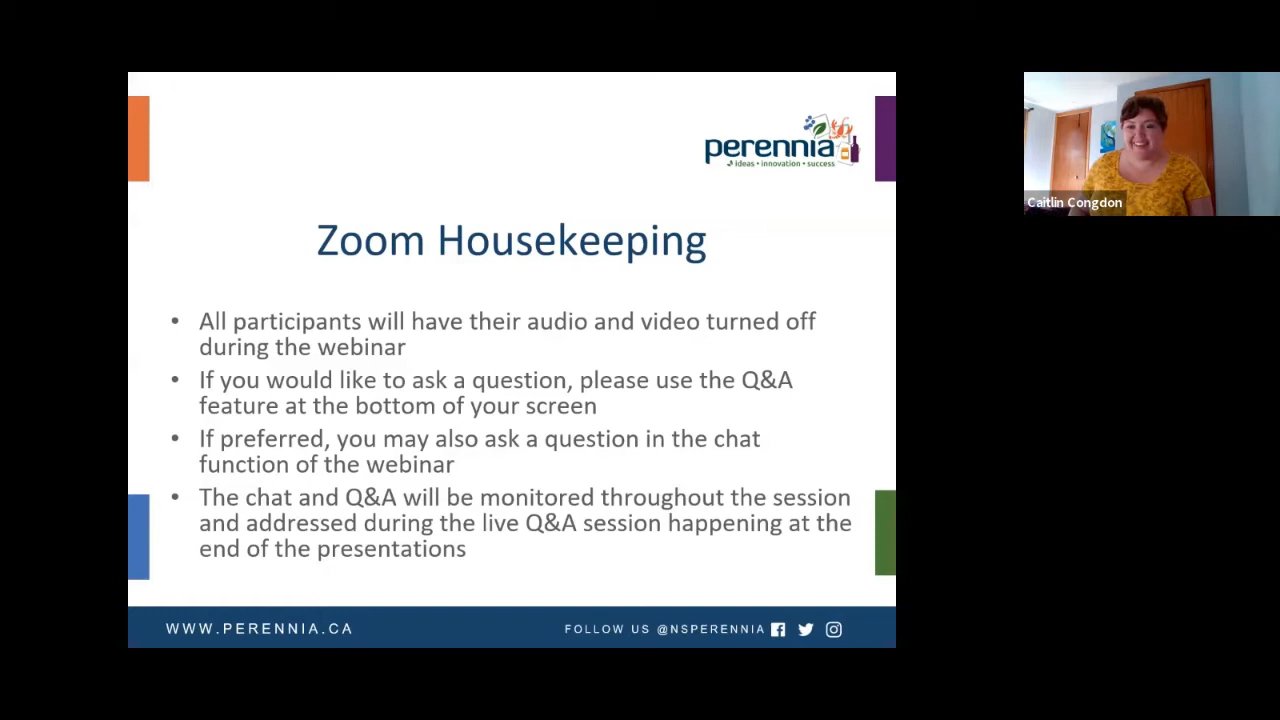 perennia
ideas • innovation • success
Caitlin Congdon
Zoom Housekeeping
• All participants will have their audio and video turned off
during the webinar
• If you would like to ask a question, please use the Q&A
feature at the bottom of your screen
• If preferred, you may also ask a question in the chat
function of the webinar
• The chat and Q&A will be monitored throughout the session
and addressed during the live Q&A session happening at the
end of the presentations
WWW.PERENNIA.CA
FOLLOW US @NSPERENNIA